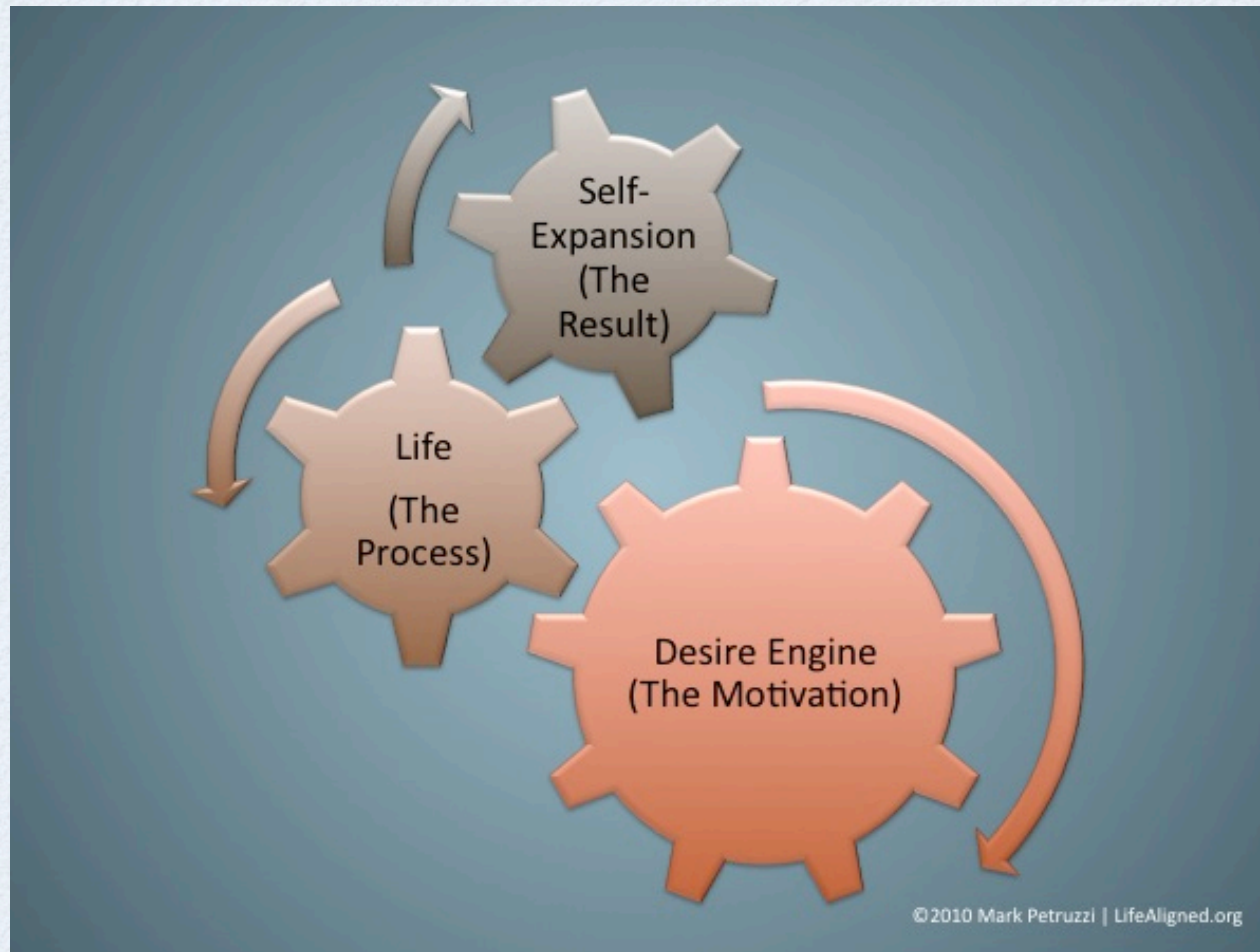 Self-
Expansion
(The
Result)
Life
(The
Process)
Desire Engine
(The Motivation)
©2010 Mark Petruzzi | LifeAligned.org